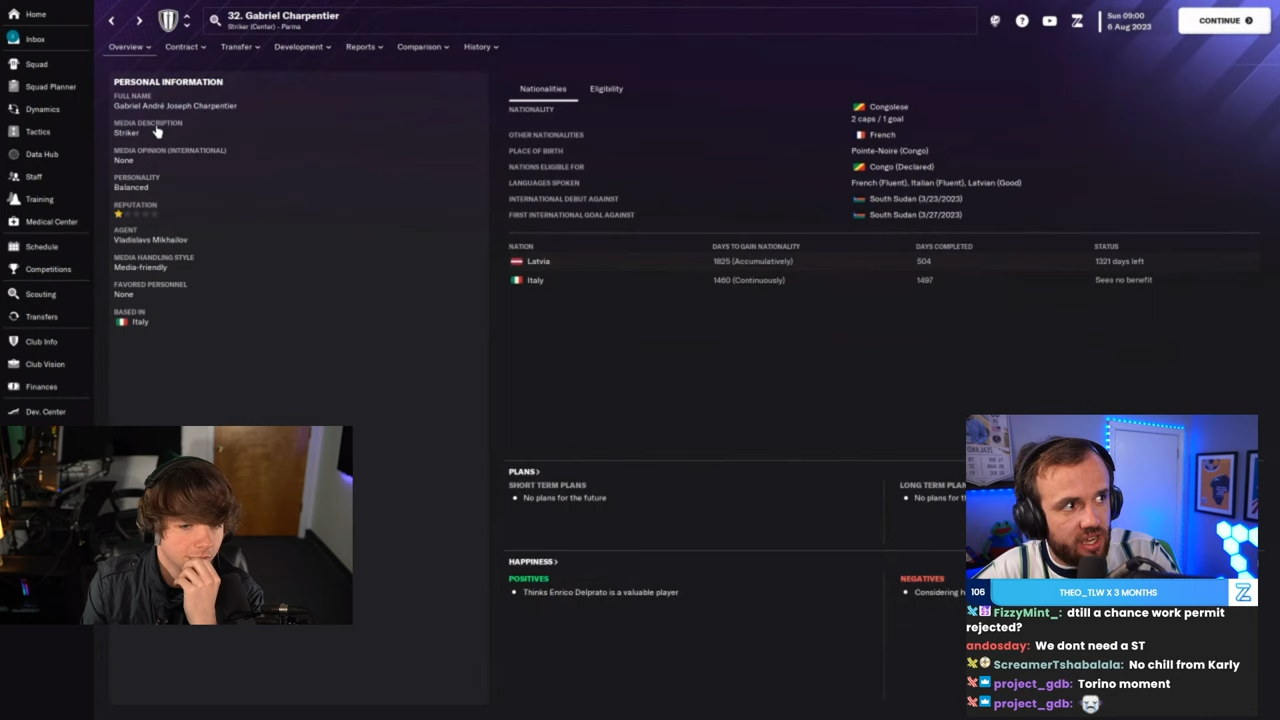 Home
Inbox
Squad
Squad Planner
Dynamics
Tactics
Data Hub
Staff
Training
Medical Center
Schedule
Competitions
Scouting
Transfers
Club Info
Club Vision
Finances
Dev. Center
32. Gabriel Charpentier
Striker (Center) - Parma
Sun 09:00
6 Aug 2023
CONTINUE
Overview
Contract
Transfer
Development
Reports
Comparison
History
PERSONAL INFORMATION
FULL NAME
Gabriel André Joseph Charpentier
MEDIA DESCRIPTION
Striker
MEDIA OPINION (INTERNATIONAL)
None
PERSONALITY
Balanced
REPUTATION
AGENT
Vladislavs Mikhailov
MEDIA HANDLING STYLE
Media-friendly
FAVORED PERSONNEL
None
BASED IN
Italy
Nationalities
Eligibility
NATIONALITY
Congolese
2 caps / 1 goal
OTHER NATIONALITIES
French
PLACE OF BIRTH
Pointe-Noire (Congo)
NATIONS ELIGIBLE FOR
Congo (Declared)
LANGUAGES SPOKEN
French (Fluent), Italian (Fluent), Latvian (Good)
INTERNATIONAL DEBUT AGAINST
South Sudan (3/23/2023)
FIRST INTERNATIONAL GOAL AGAINST
South Sudan (3/27/2023)
NATION DAYS TO GAIN NATIONALITY DAYS COMPLETED STATUS
Latvia 1825 (Accumulatively) 504 1321 days left
Italy 1460 (Continuously) 1497 Sees no benefit
PLANS>
SHORT TERM PLANS
• No plans for the future
LONG TERM PLAN
• No plans for t
HAPPINESS>
POSITIVES
• Thinks Enrico Delprato is a valuable player
NEGATIVES
• Considering h
106 THEO_TLW X 3 MONTHS
FizzyMint_: dtill a chance work permit
rejected?
andosday: We dont need a ST
ScreamerTshabalala: No chill from Karly
project_gdb: Torino moment
project_gdb: